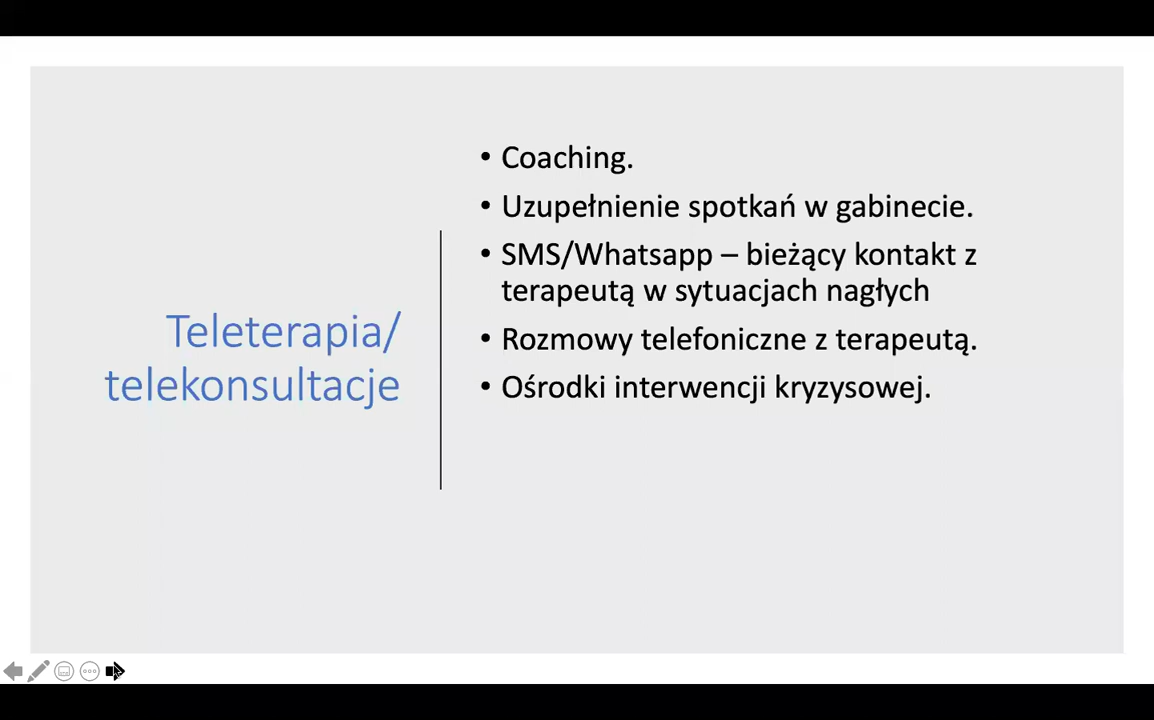 Teleterapia/
telekonsultacje
• Coaching.
• Uzupełnienie spotkań w gabinecie.
• SMS/Whatsapp – bieżący kontakt z
terapeutą w sytuacjach nagłych
• Rozmowy telefoniczne z terapeutą.
• Ośrodki interwencji kryzysowej.